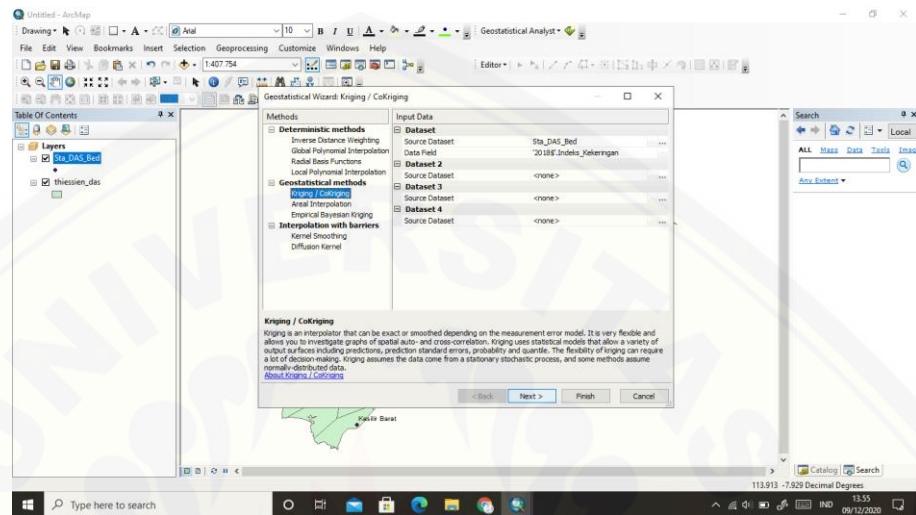 Untitled - ArcMap
Drawing
Arial
10
B I U A
Geostatistical Analyst
File Edit View Bookmarks Insert Selection Geoprocessing Customize Windows Help
1:407.754
Editor
Table Of Contents
Layers
Sta_DAS_Bed
thiessien_das
Geostatistical Wizard: Kriging / CoKriging
Methods
Deterministic methods
Inverse Distance Weighting
Global Polynomial Interpolation
Radial Basis Functions
Local Polynomial Interpolation
Geostatistical methods
Kriging / CoKriging
Areal Interpolation
Empirical Bayesian Kriging
Interpolation with barriers
Kernel Smoothing
Diffusion Kernel
Input Data
Dataset
Source Dataset Sta_DAS_Bed ...
Data Field '2018$'.Indeks_Kekeringan
Dataset 2
Source Dataset <none> ...
Dataset 3
Source Dataset <none> ...
Dataset 4
Source Dataset <none> ...
Kriging / CoKriging
Kriging is an interpolator that can be exact or smoothed depending on the measurement error model. It is very flexible and
allows you to investigate graphs of spatial auto- and cross-correlation. Kriging uses statistical models that allow a variety of
output surfaces including predictions, prediction standard errors, probability and quantile. The flexibility of kriging can require
a lot of decision-making. Kriging assumes the data come from a stationary stochastic process, and some methods assume
normally-distributed data.
About Kriging / CoKriging
< Back Next > Finish Cancel
Kesilir Barat
Search
Local
ALL Maps Data Tools Imag
Any Extent
Catalog Search
113.913 -7.929 Decimal Degrees
Type here to search
IND
13.55
09/12/2020
UNIVERSITAS